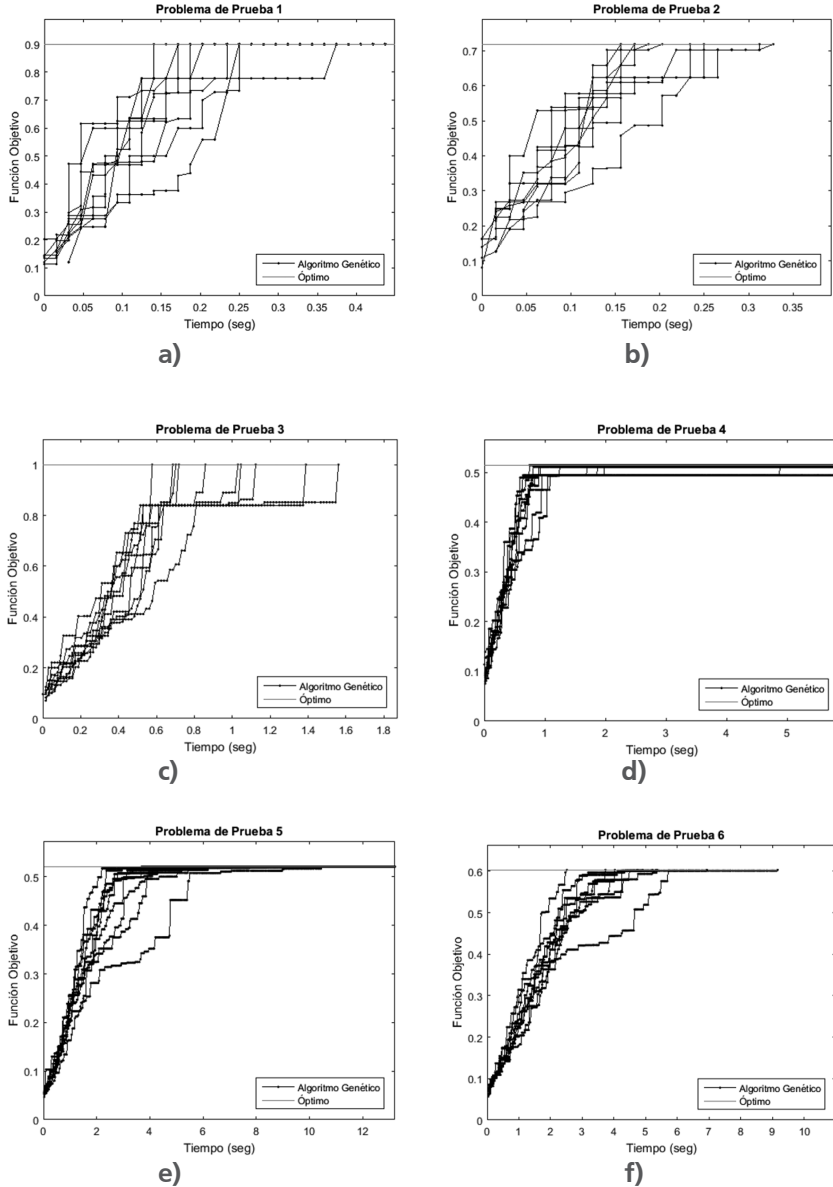 Problema de Prueba 1
Función Objetivo
0.9
0.8
0.7
0.6
0.5
0.4
0.3
0.2
0.1
0
0 0.05 0.1 0.15 0.2 0.25 0.3 0.35 0.4
Tiempo (seg)
Algoritmo Genético
Óptimo
a)
Problema de Prueba 2
Función Objetivo
0.7
0.6
0.5
0.4
0.3
0.2
0.1
0
0 0.05 0.1 0.15 0.2 0.25 0.3 0.35
Tiempo (seg)
Algoritmo Genético
Óptimo
b)
Problema de Prueba 3
Función Objetivo
1
0.8
0.6
0.4
0.2
0
0 0.2 0.4 0.6 0.8 1 1.2 1.4 1.6 1.8
Tiempo (seg)
Algoritmo Genético
Óptimo
c)
Problema de Prueba 4
Función Objetivo
0.5
0.4
0.3
0.2
0.1
0
0 1 2 3 4 5
Tiempo (seg)
Algoritmo Genético
Óptimo
d)
Problema de Prueba 5
Función Objetivo
0.5
0.4
0.3
0.2
0.1
0
0 2 4 6 8 10 12
Tiempo (seg)
Algoritmo Genético
Óptimo
e)
Problema de Prueba 6
Función Objetivo
0.6
0.5
0.4
0.3
0.2
0.1
0
0 1 2 3 4 5 6 7 8 9 10
Tiempo (seg)
Algoritmo Genético
Óptimo
f)